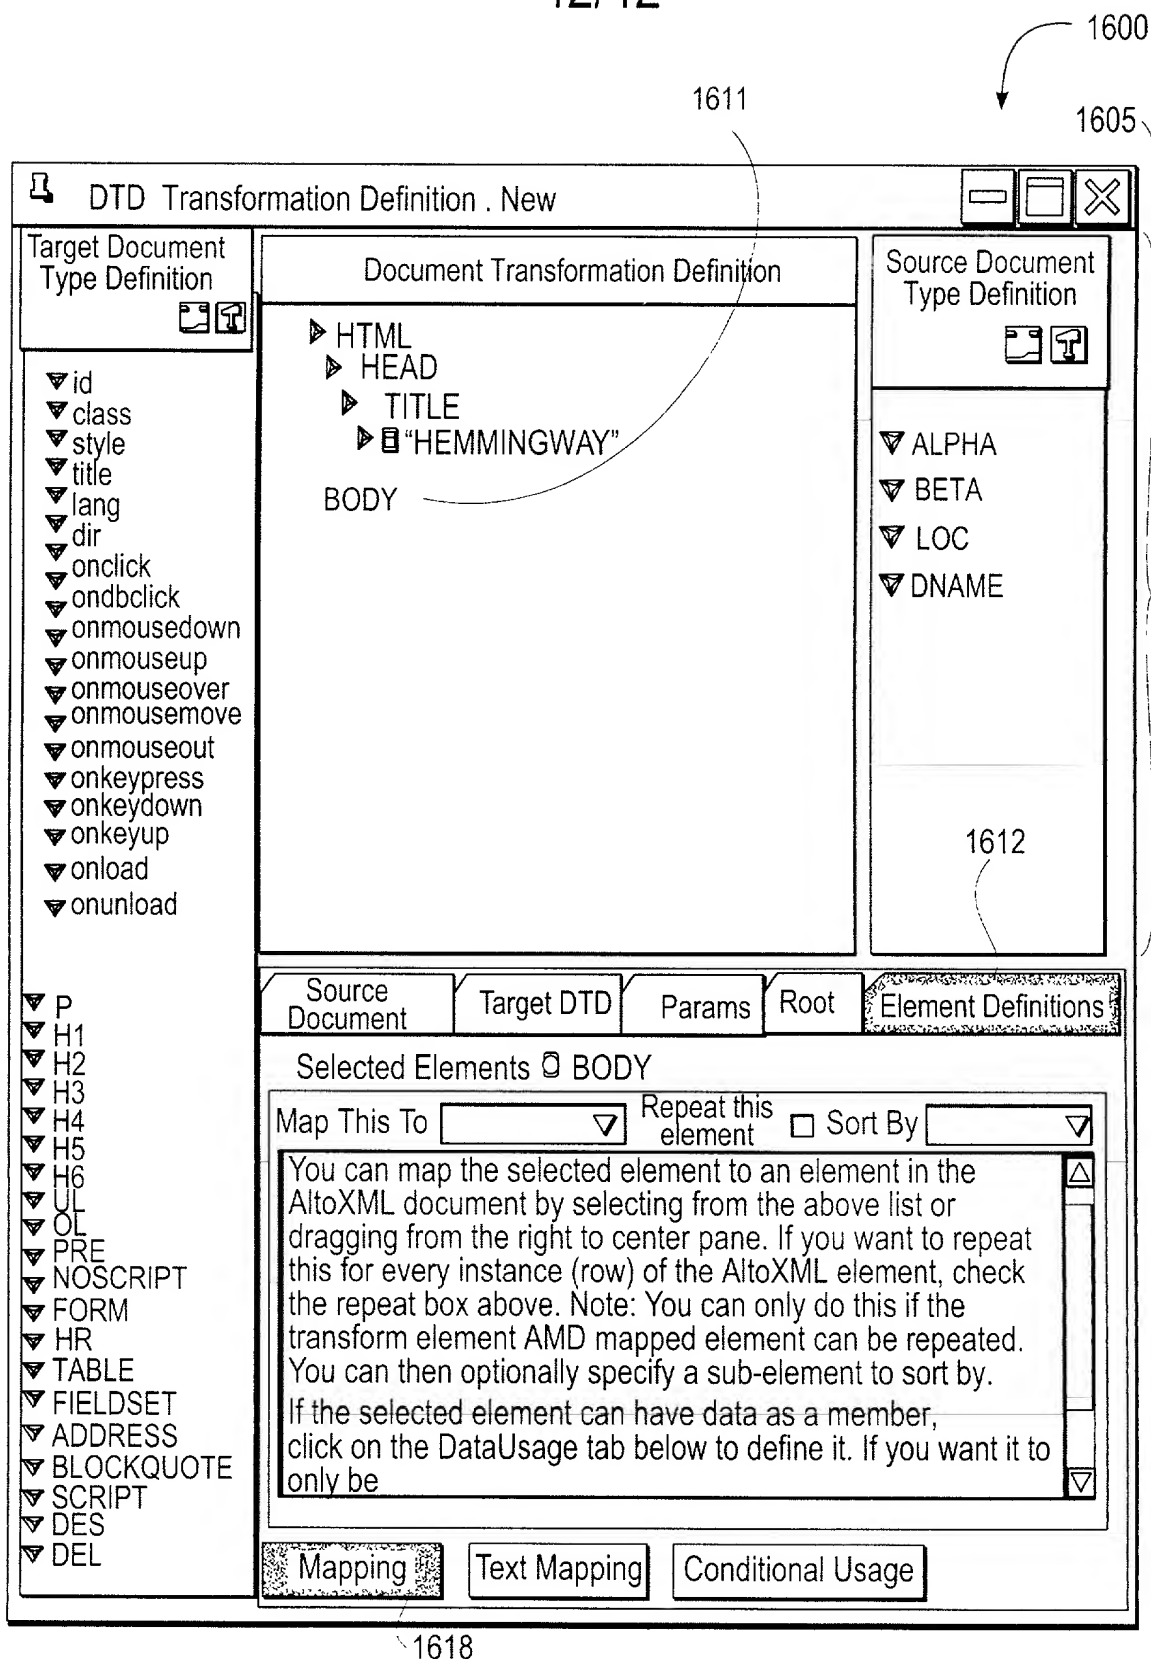 12/12
1600
1611
1605
DTD Transformation Definition . New
Target Document
Type Definition
Document Transformation Definition
Source Document
Type Definition
HTML
HEAD
TITLE
“HEMMINGWAY”
BODY
id
class
style
title
lang
dir
onclick
ondbclick
onmousedown
onmouseup
onmouseover
onmousemove
onmouseout
onkeypress
onkeydown
onkeyup
onload
onunload
ALPHA
BETA
LOC
DNAME
1612
P
H1
H2
H3
H4
H5
H6
UL
OL
PRE
NOSCRIPT
FORM
HR
TABLE
FIELDSET
ADDRESS
BLOCKQUOTE
SCRIPT
DES
DEL
Source
Document
Target DTD
Params
Root
Element Definitions
Selected Elements BODY
Map This To
Repeat this
element
Sort By
You can map the selected element to an element in the
AltoXML document by selecting from the above list or
dragging from the right to center pane. If you want to repeat
this for every instance (row) of the AltoXML element, check
the repeat box above. Note: You can only do this if the
transform element AMD mapped element can be repeated.
You can then optionally specify a sub-element to sort by.
If the selected element can have data as a member,
click on the DataUsage tab below to define it. If you want it to
only be
Mapping
Text Mapping
Conditional Usage
1618